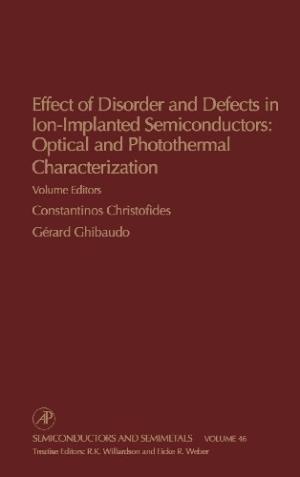 Effect of Disorder and Defects in
Ion-Implanted Semiconductors:
Optical and Photothermal
Characterization
Volume Editors
Constantinos Christofides
Gérard Ghibaudo
AP
SEMICONDUCTORS AND SEMIMETALS VOLUME 46
Treatise Editors: R.K. Willardson and Eicke R. Weber